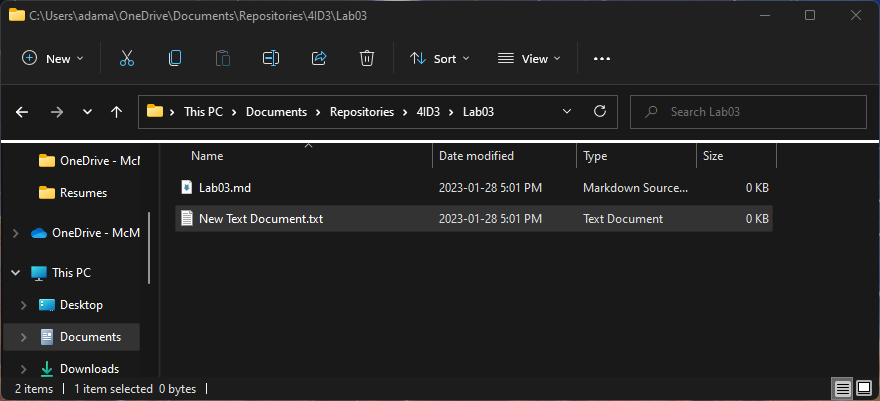 C:\Users\adama\OneDrive\Documents\Repositories\4ID3\Lab03
New Sort View
This PC Documents Repositories 4ID3 Lab03 Search Lab03
Name Date modified Type Size
OneDrive - McM
Lab03.md 2023-01-28 5:01 PM Markdown Source... 0 KB
Resumes
New Text Document.txt 2023-01-28 5:01 PM Text Document 0 KB
OneDrive - McM
This PC
Desktop
Documents
Downloads
2 items 1 item selected 0 bytes